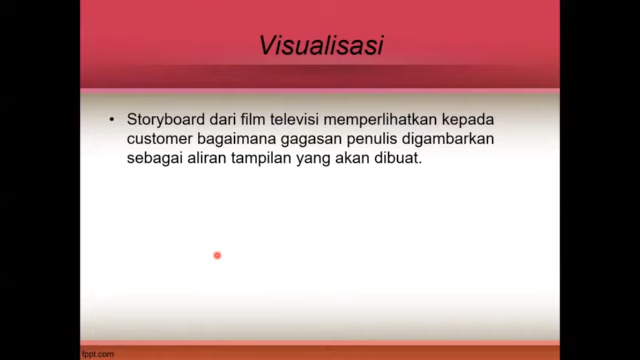 Visualisasi
• Storyboard dari film televisi memperlihatkan kepada
customer bagaimana gagasan penulis digambarkan
sebagai aliran tampilan yang akan dibuat.
fppt.com